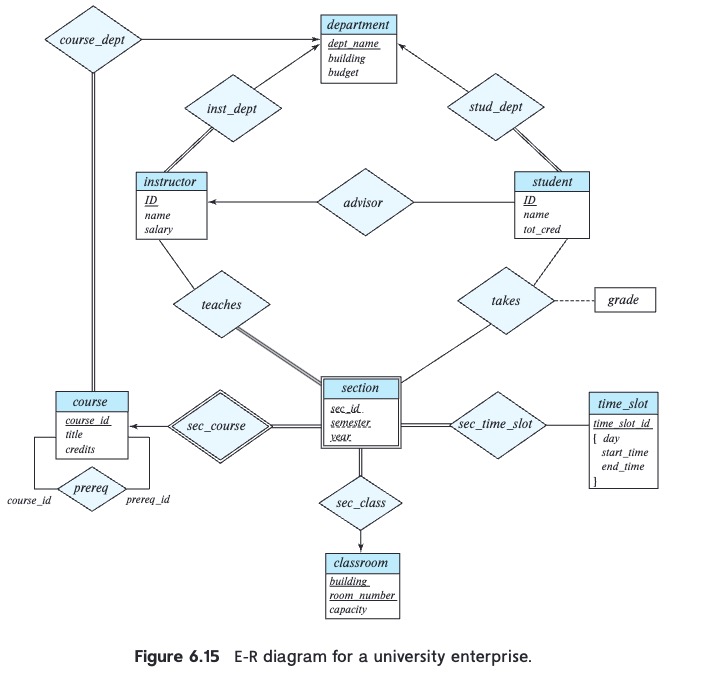 department
course_dept
dept_name
building
budget
inst_dept
stud_dept
instructor
ID
name
salary
advisor
student
ID
name
tot_cred
teaches
takes
grade
section
sec_id
semester
year
course
course_id
title
credits
sec_course
sec_time_slot
time_slot
time_slot_id
{ day
start_time
end_time
}
prereq
course_id
prereq_id
sec_class
classroom
building
room_number
capacity
Figure 6.15 E-R diagram for a university enterprise.